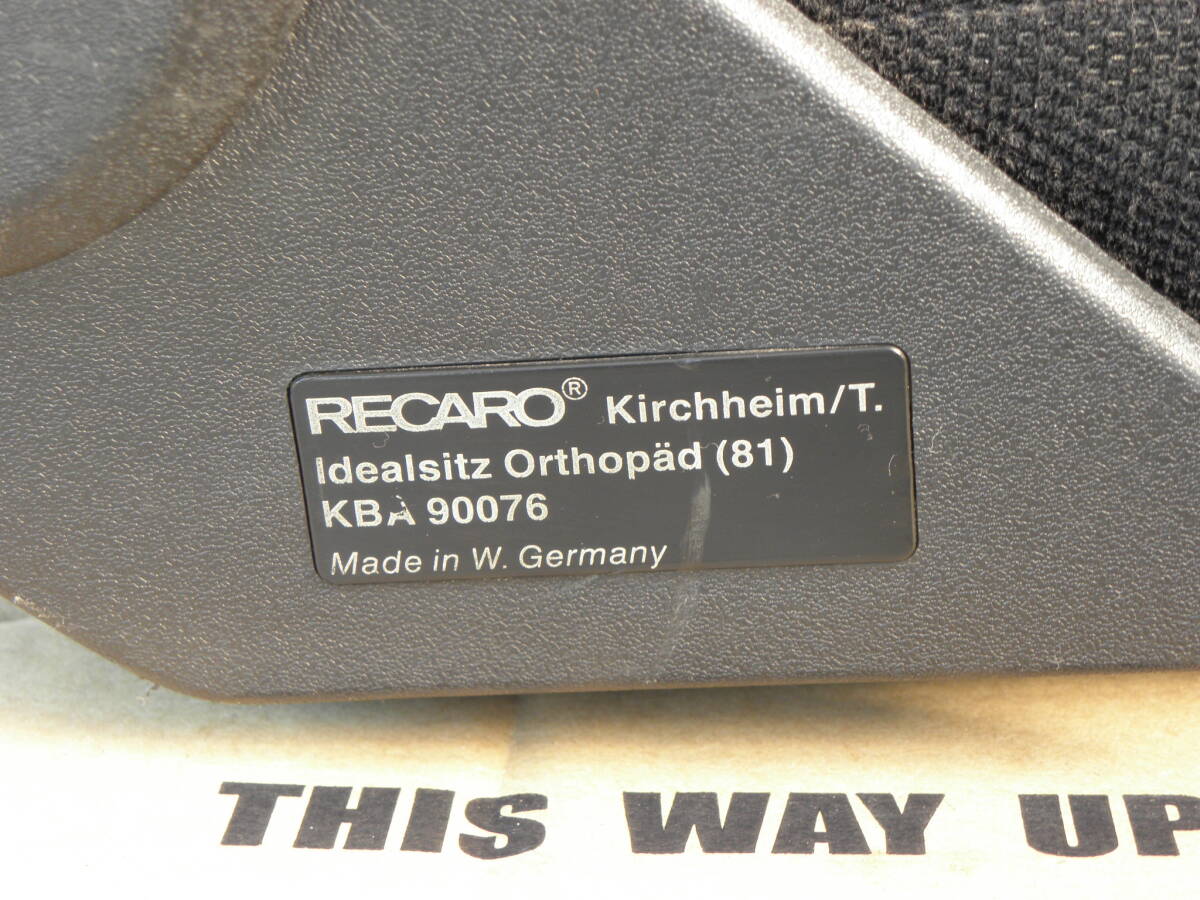 RECARO® Kirchheim/T.
Idealsitz Orthopäd (81)
KBA 90076
Made in W. Germany
THIS WAY UP